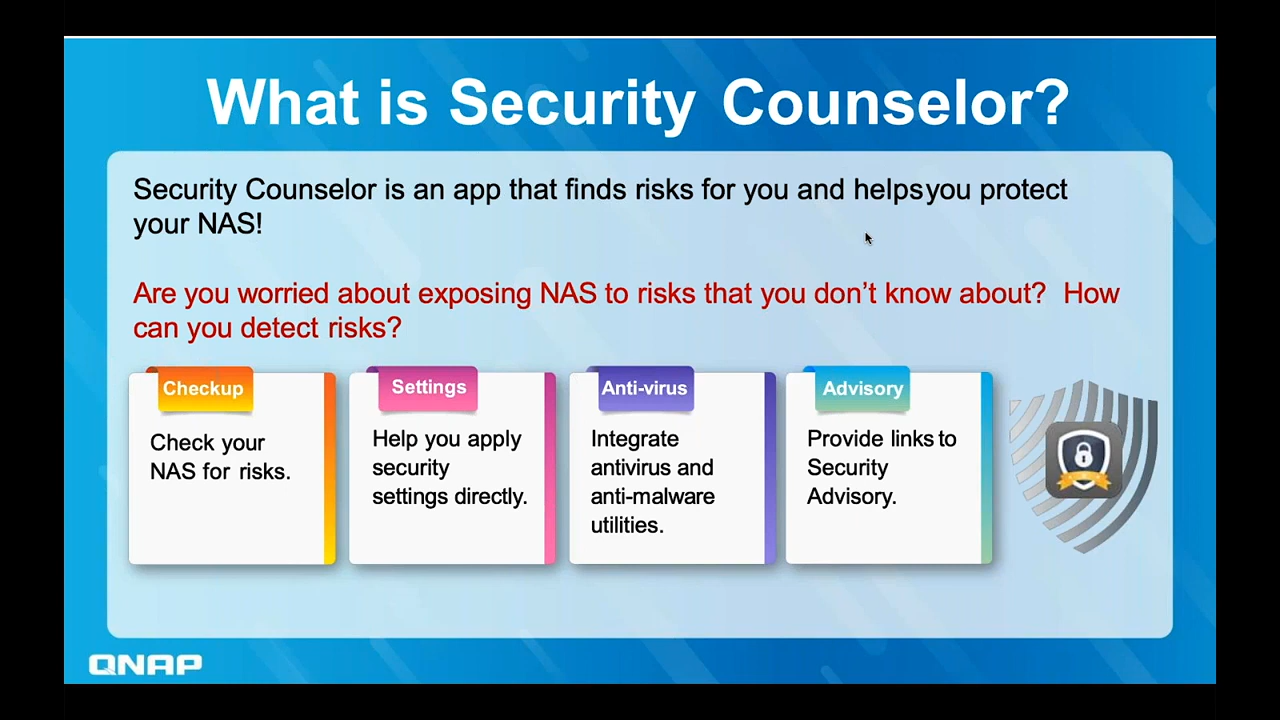 What is Security Counselor?
Security Counselor is an app that finds risks for you and helpsyou protect
your NAS!
Are you worried about exposing NAS to risks that you don’t know about? How
can you detect risks?
Checkup
Check your
NAS for risks.
Settings
Help you apply
security
settings directly.
Anti-virus
Integrate
antivirus and
anti-malware
utilities.
Advisory
Provide links to
Security
Advisory.
QNAP